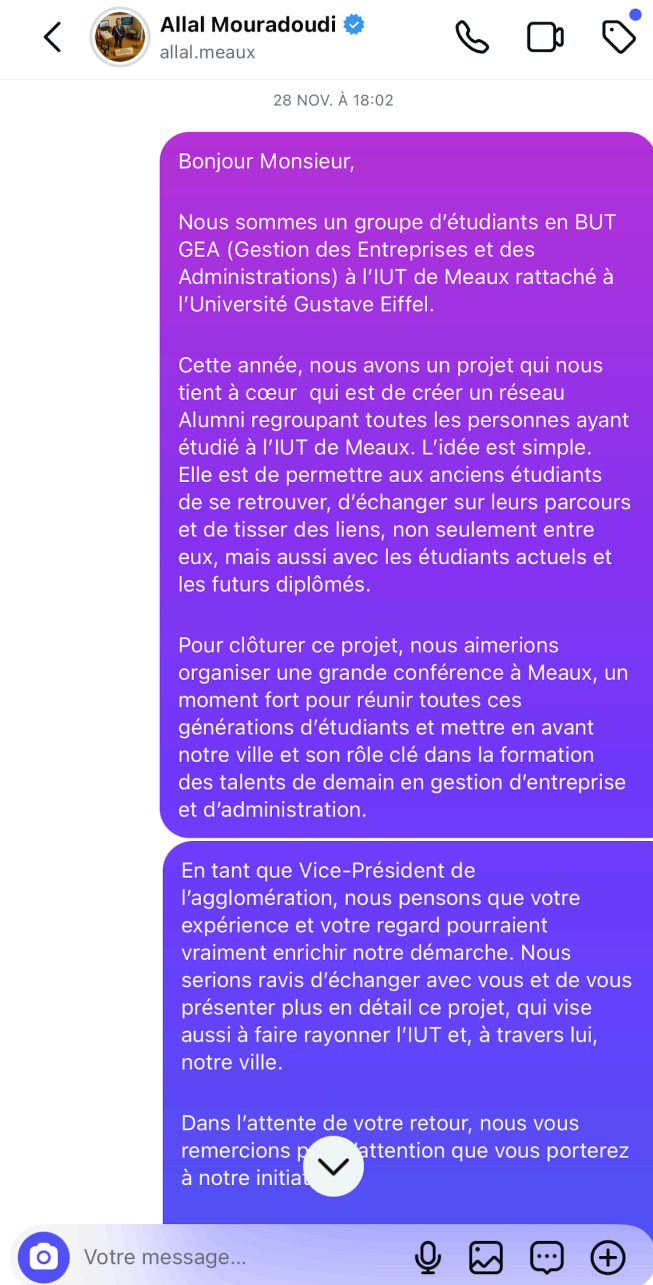 Allal Mouradoudi
allal.meaux
28 NOV. À 18:02
Bonjour Monsieur,
Nous sommes un groupe d'étudiants en BUT
GEA (Gestion des Entreprises et des
Administrations) à l'IUT de Meaux rattaché à
l'Université Gustave Eiffel.
Cette année, nous avons un projet qui nous
tient à cœur  qui est de créer un réseau
Alumni regroupant toutes les personnes ayant
étudié à l'IUT de Meaux. L'idée est simple.
Elle est de permettre aux anciens étudiants
de se retrouver, d'échanger sur leurs parcours
et de tisser des liens, non seulement entre
eux, mais aussi avec les étudiants actuels et
les futurs diplômés.
Pour clôturer ce projet, nous aimerions
organiser une grande conférence à Meaux, un
moment fort pour réunir toutes ces
générations d'étudiants et mettre en avant
notre ville et son rôle clé dans la formation
des talents de demain en gestion d'entreprise
et d'administration.
En tant que Vice-Président de
l'agglomération, nous pensons que votre
expérience et votre regard pourraient
vraiment enrichir notre démarche. Nous
serions ravis d'échanger avec vous et de vous
présenter plus en détail ce projet, qui vise
aussi à faire rayonner l'IUT et, à travers lui,
notre ville.
Dans l'attente de votre retour, nous vous
remercions attention que vous porterez
à notre
Votre message...